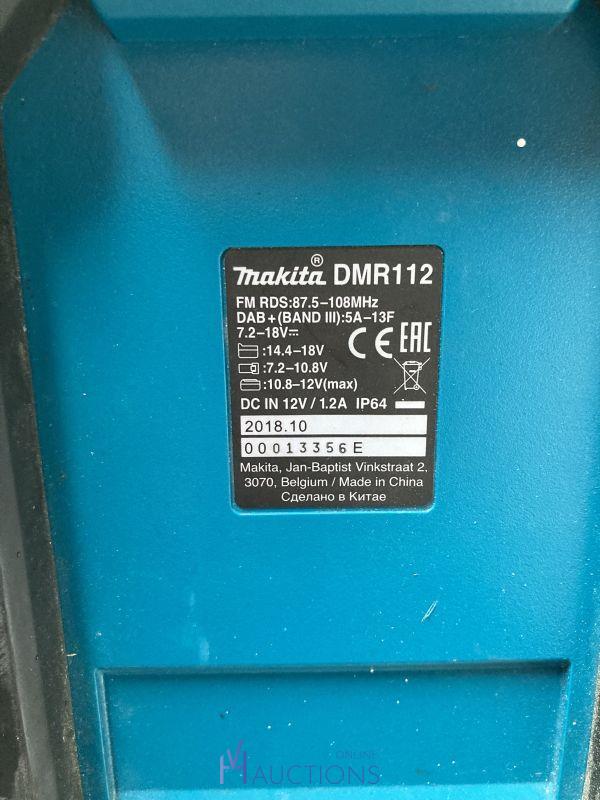 makita® DMR112
FM RDS:87.5–108MHz
DAB+(BAND III):5A–13F
7.2–18V⎓
:14.4–18V
:7.2–10.8V
:10.8–12V(max)
CE EAC
DC IN 12V / 1.2A IP64
2018.10
00013356E
Makita, Jan-Baptist Vinkstraat 2,
3070, Belgium / Made in China
Сделано в Китае
ONLINE
VH AUCTIONS